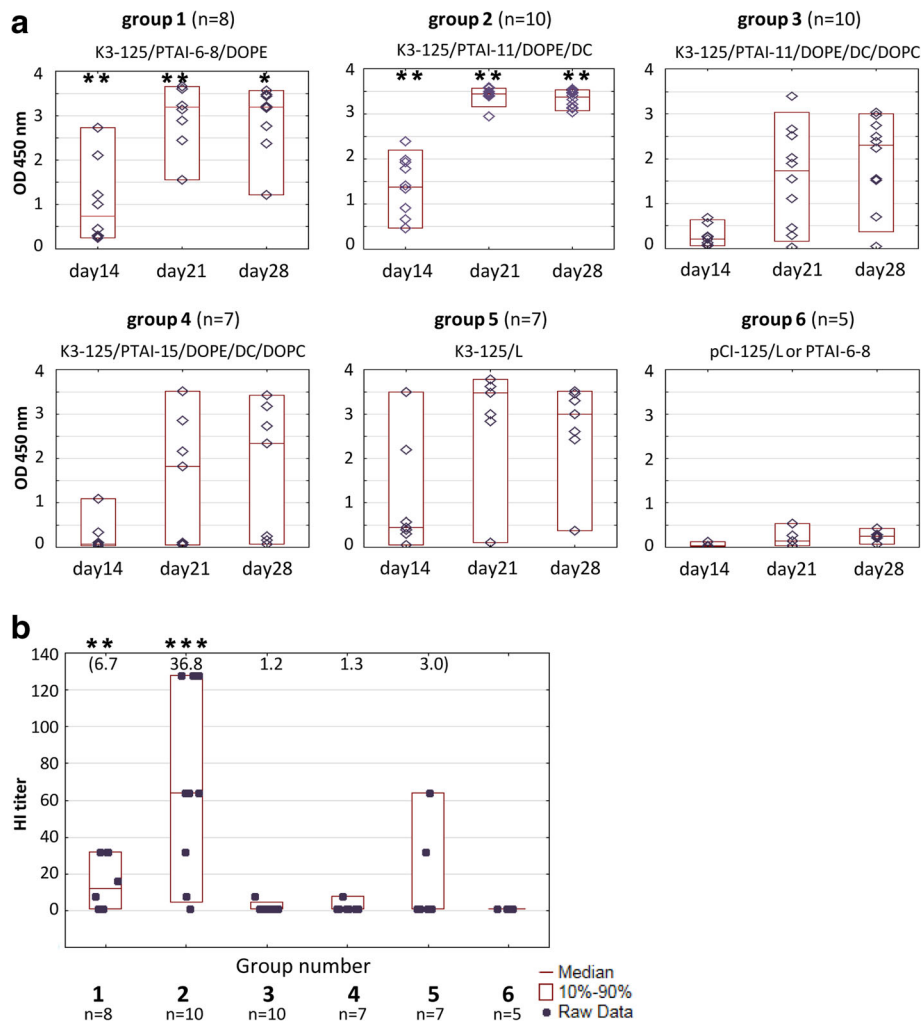 a
group 1 (n=8) group 2 (n=10) group 3 (n=10)
K3-125/PTAI-6-8/DOPE K3-125/PTAI-11/DOPE/DC K3-125/PTAI-11/DOPE/DC/DOPC
OD 450 nm
4 ** ** * 4 ** ** ** 4
3 3 3
2 2 2
1 1 1
0 0 0
day14 day21 day28 day14 day21 day28 day14 day21 day28
group 4 (n=7) group 5 (n=7) group 6 (n=5)
K3-125/PTAI-15/DOPE/DC/DOPC K3-125/L pCI-125/L or PTAI-6-8
OD 450 nm
4 4 4
3 3 3
2 2 2
1 1 1
0 0 0
day14 day21 day28 day14 day21 day28 day14 day21 day28
b
** ***
140 (6.7 36.8 1.2 1.3 3.0)
120
100
80
60
40
20
0
HI titer
Group number
1 2 3 4 5 6
n=8 n=10 n=10 n=7 n=7 n=5
Median
10%-90%
Raw Data